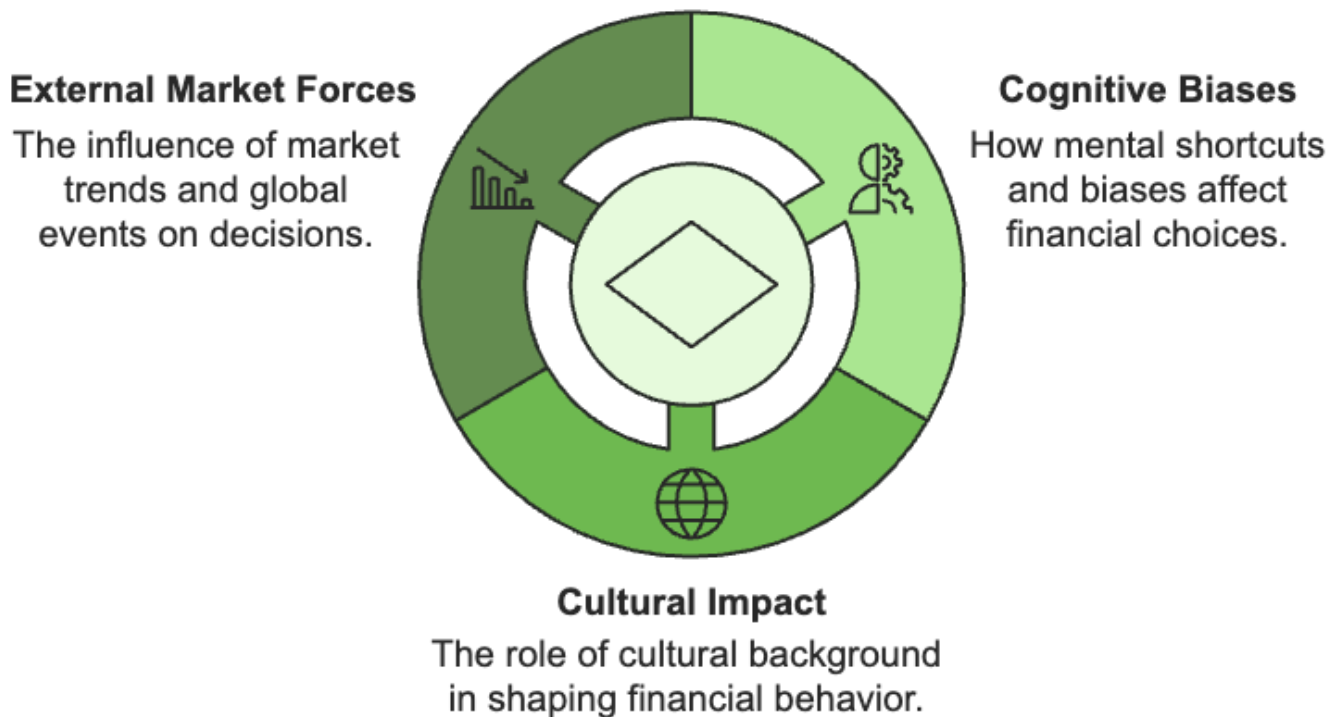 External Market Forces
The influence of market
trends and global
events on decisions.
Cognitive Biases
How mental shortcuts
and biases affect
financial choices.
Cultural Impact
The role of cultural background
in shaping financial behavior.